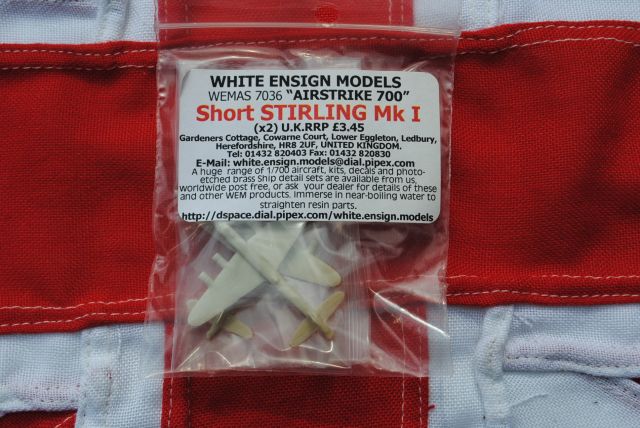 WHITE ENSIGN MODELS
WEMAS 7036 "AIRSTRIKE 700"
Short STIRLING Mk I
(x2) U.K.RRP £3.45
Gardeners Cottage, Cowarne Court, Lower Eggleton, Ledbury,
Herefordshire, HR8 2UF, UNITED KINGDOM.
Tel: 01432 820403 Fax: 01432 820830
E-Mail: white.ensign.models@dial.pipex.com
A huge range of 1/700 aircraft, kits, decals and photo-
etched brass ship detail sets are available from us,
worldwide post free, or ask your dealer for details of these
and other WEM products. Immerse in near-boiling water to
straighten resin parts.
http://dspace.dial.pipex.com/white.ensign.models